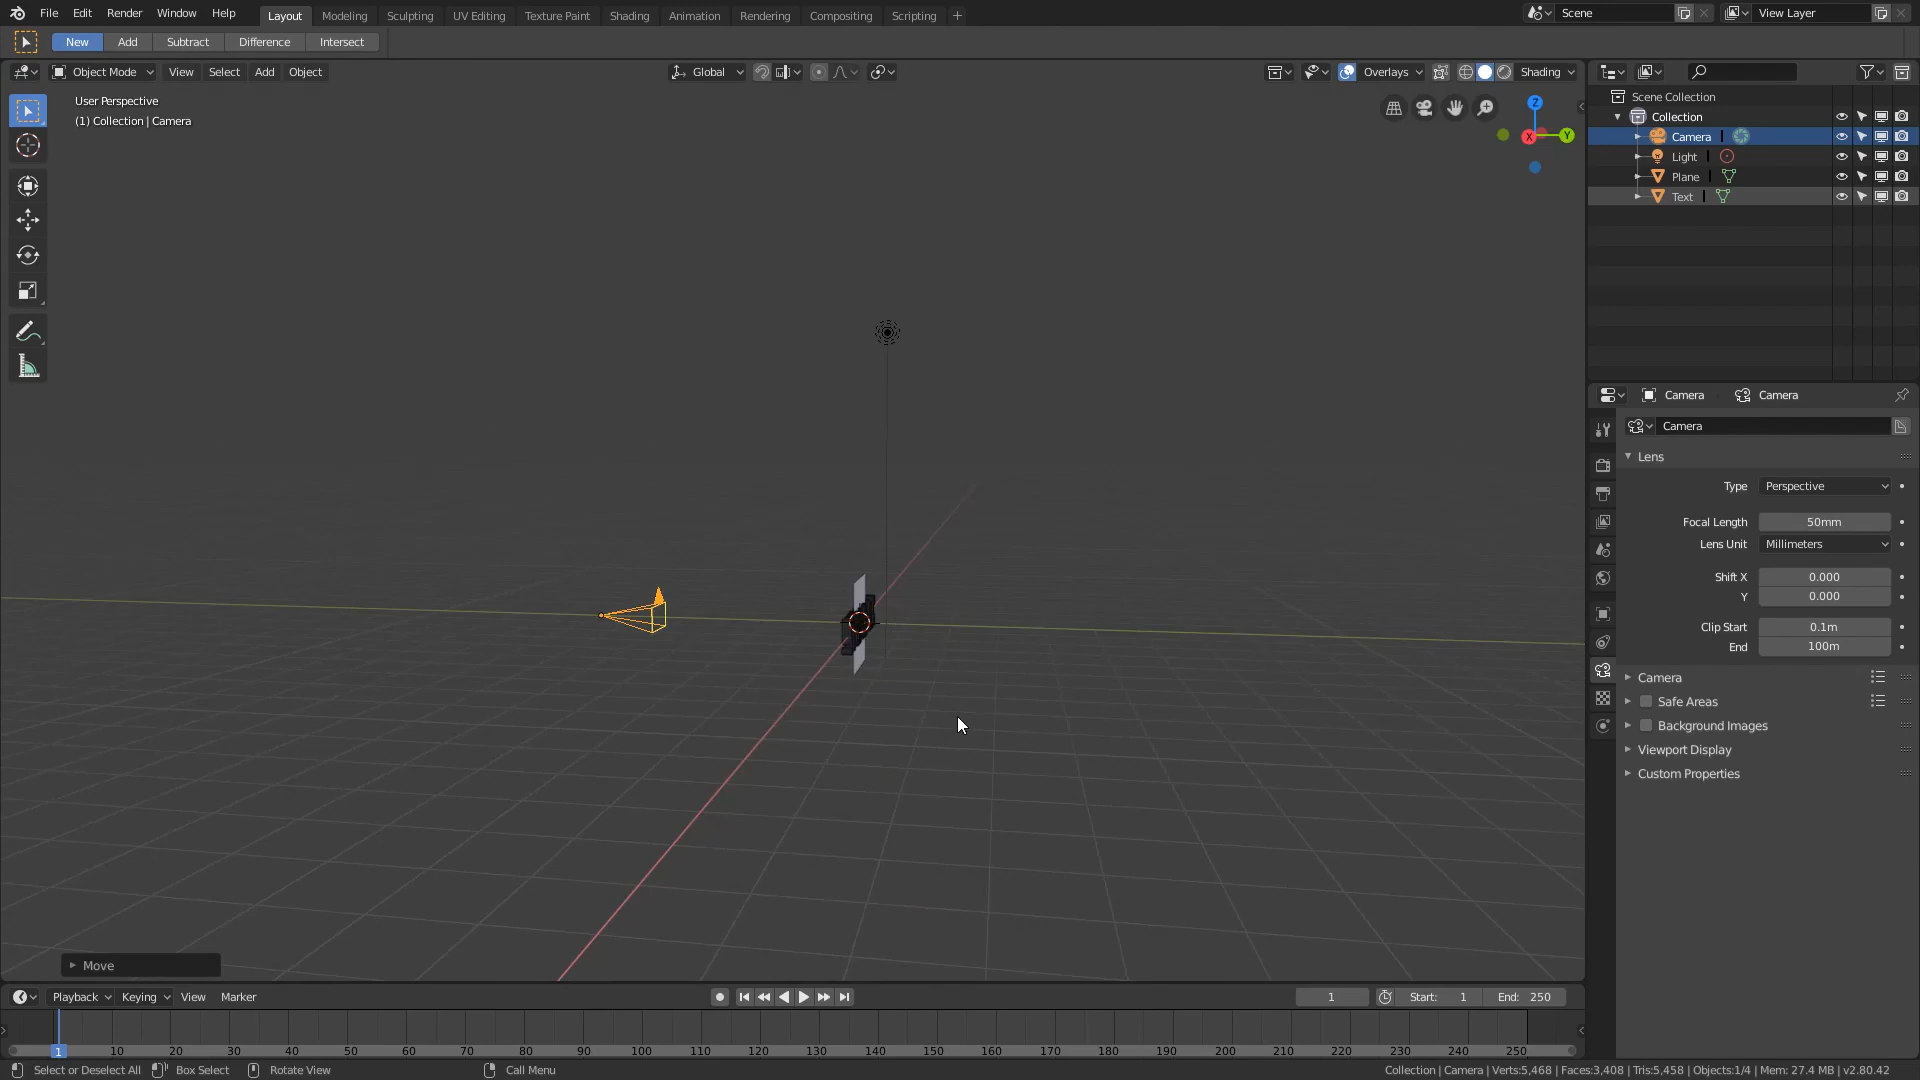 File Edit Render Window Help Layout Modeling Sculpting UV Editing Texture Paint Shading Animation Rendering Compositing Scripting + Scene View Layer
New Add Subtract Difference Intersect
Object Mode View Select Add Object Global Overlays Shading
User Perspective
(1) Collection | Camera
Z
X
Y
Scene Collection
Collection
Camera
Light
Plane
Text
Camera Camera
Camera
Lens
Type Perspective
Focal Length 50mm
Lens Unit Millimeters
Shift X 0.000
Y 0.000
Clip Start 0.1m
End 100m
Camera
Safe Areas
Background Images
Viewport Display
Custom Properties
Move
Playback Keying View Marker 1 Start: 1 End: 250
1 10 20 30 40 50 60 70 80 90 100 110 120 130 140 150 160 170 180 190 200 210 220 230 240 250
Select or Deselect All Box Select Rotate View Call Menu Collection | Camera | Verts:5,468 | Faces:3,408 | Tris:5,458 | Objects:1/4 | Mem: 27.4 MB | v2.80.42